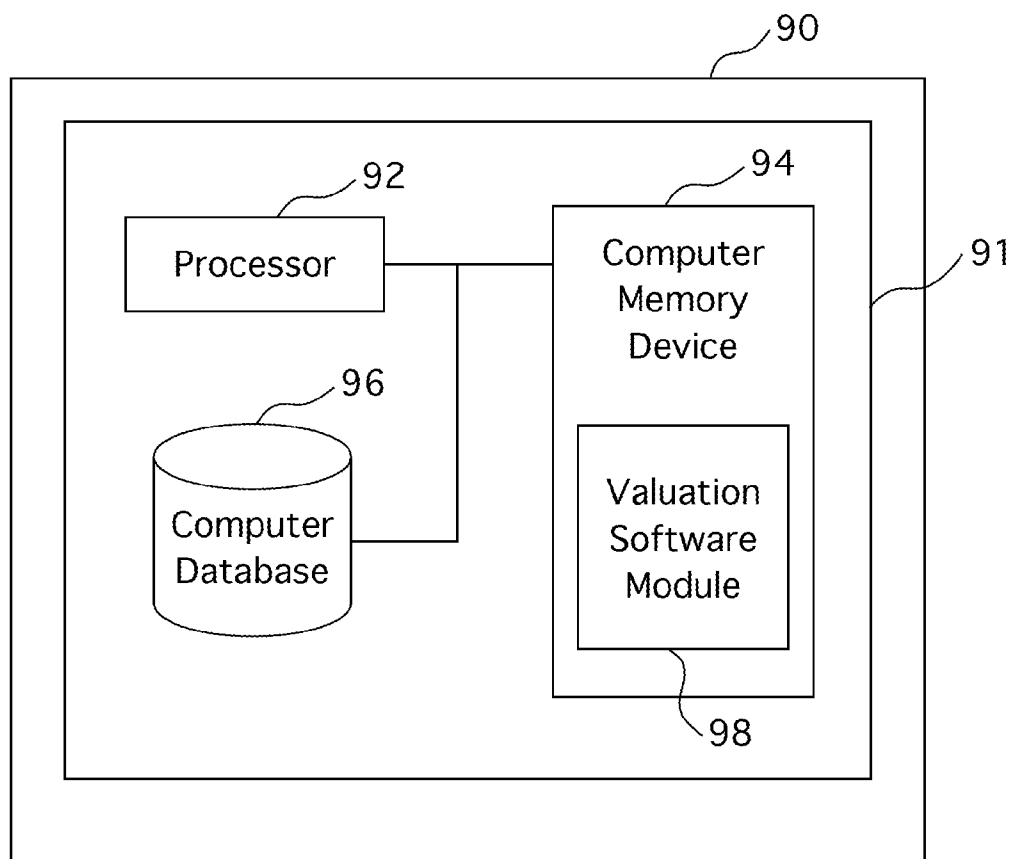 90
92
Processor
94
Computer
Memory
Device
91
96
Computer
Database
Valuation
Software
Module
98